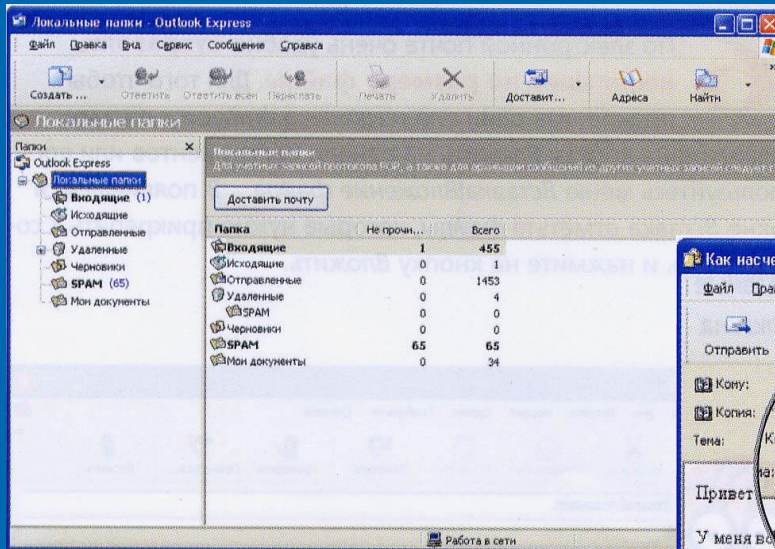 Локальные папки - Outlook Express
Файл Правка Вид Сервис Сообщение Справка
Создать ... Ответить Ответить всем Переслать Печать Удалить Доставит... Адреса Найти
Локальные папки
Папки
Outlook Express
Локальные папки
Входящие (1)
Исходящие
Отправленные
Удаленные
Черновики
SPAM (65)
Мои документы
Локальные папки
Доставить почту
Папка Не прочи... Всего
Входящие 1 455
Исходящие 0 0
Отправленные 0 1453
Удаленные 0 4
SPAM 0 0
Черновики 0 0
SPAM 65 65
Мои документы 0 34
Работа в сети
Как насче
Файл Пра
Отправить
Кому:
Копия:
Тема:
Привет
У меня во